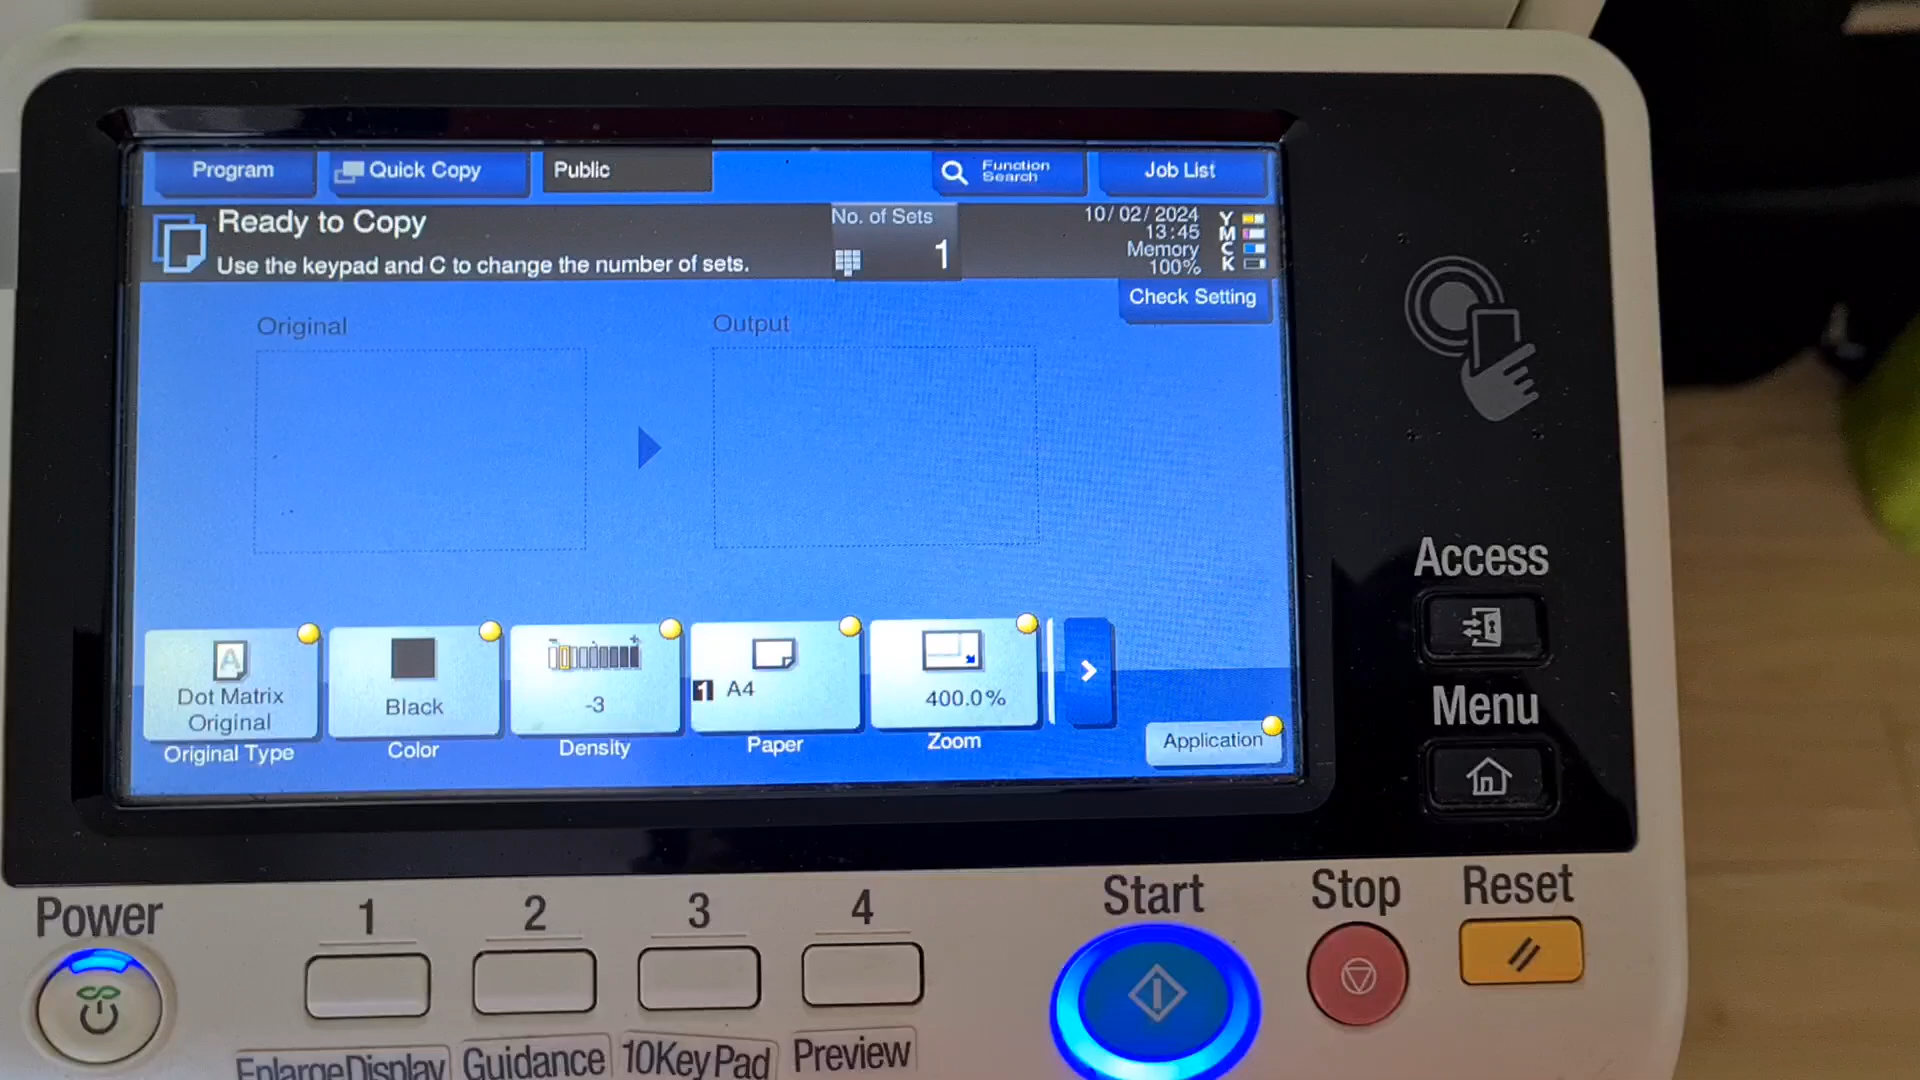 Program
Quick Copy
Public
Function
Search
Job List
Ready to Copy
Use the keypad and C to change the number of sets.
No. of Sets
1
10/02/2024
13:45
Memory
100%
Y
M
C
K
Check Setting
Original
Output
A
Dot Matrix
Original
Original Type
Black
Color
- +
-3
Density
1 A4
Paper
400.0%
Zoom
Application
Access
Menu
Power
1
2
3
4
Start
Stop
Reset
EnlargeDisplay
Guidance
10KeyPad
Preview